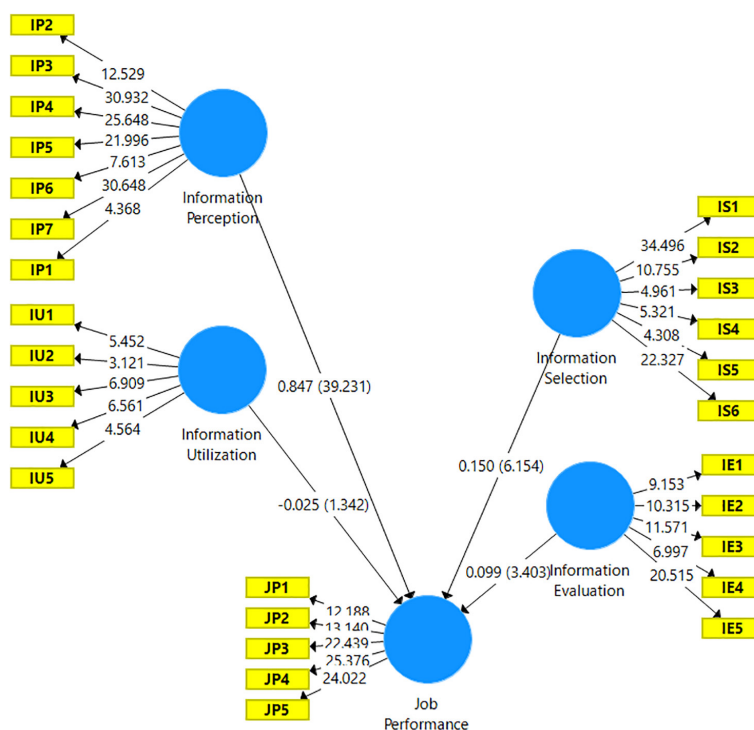 IP2
IP3
IP4
IP5
IP6
IP7
IP1
12.529
30.932
25.648
21.996
7.613
30.648
4.368
Information
Perception
IU1
IU2
IU3
IU4
IU5
5.452
3.121
6.909
6.561
4.564
Information
Utilization
0.847 (39.231)
-0.025 (1.342)
IS1
IS2
IS3
IS4
IS5
IS6
34.496
10.755
4.961
5.321
4.308
22.327
Information
Selection
0.150 (6.154)
IE1
IE2
IE3
IE4
IE5
9.153
10.315
11.571
6.997
20.515
Information
Evaluation
0.099 (3.403)
JP1
JP2
JP3
JP4
JP5
12.188
13.140
22.439
25.376
24.022
Job
Performance